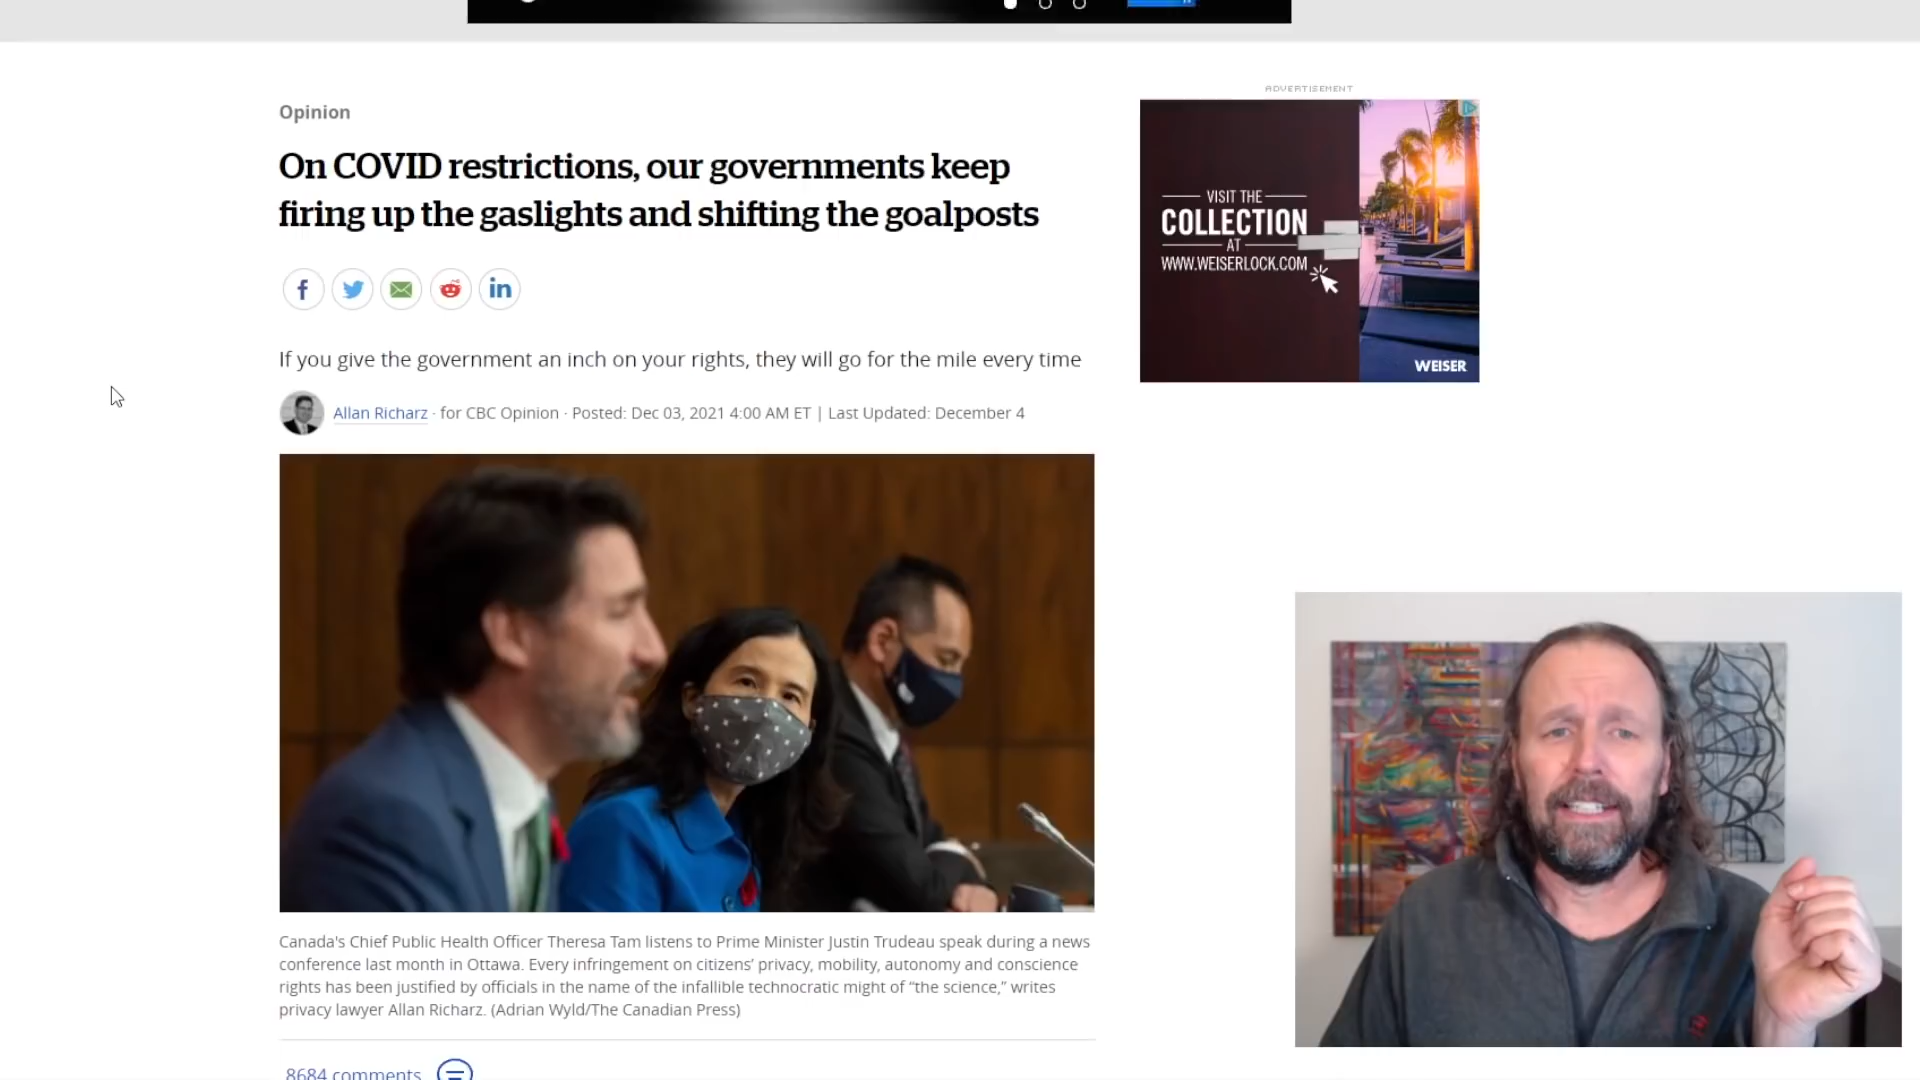 ADVERTISEMENT
Opinion
On COVID restrictions, our governments keep
firing up the gaslights and shifting the goalposts
VISIT THE
COLLECTION
AT
WWW.WEISERLOCK.COM
WEISER
If you give the government an inch on your rights, they will go for the mile every time
Allan Richarz · for CBC Opinion · Posted: Dec 03, 2021 4:00 AM ET | Last Updated: December 4
Canada's Chief Public Health Officer Theresa Tam listens to Prime Minister Justin Trudeau speak during a news
conference last month in Ottawa. Every infringement on citizens’ privacy, mobility, autonomy and conscience
rights has been justified by officials in the name of the infallible technocratic might of “the science,” writes
privacy lawyer Allan Richarz. (Adrian Wyld/The Canadian Press)
8684 comments